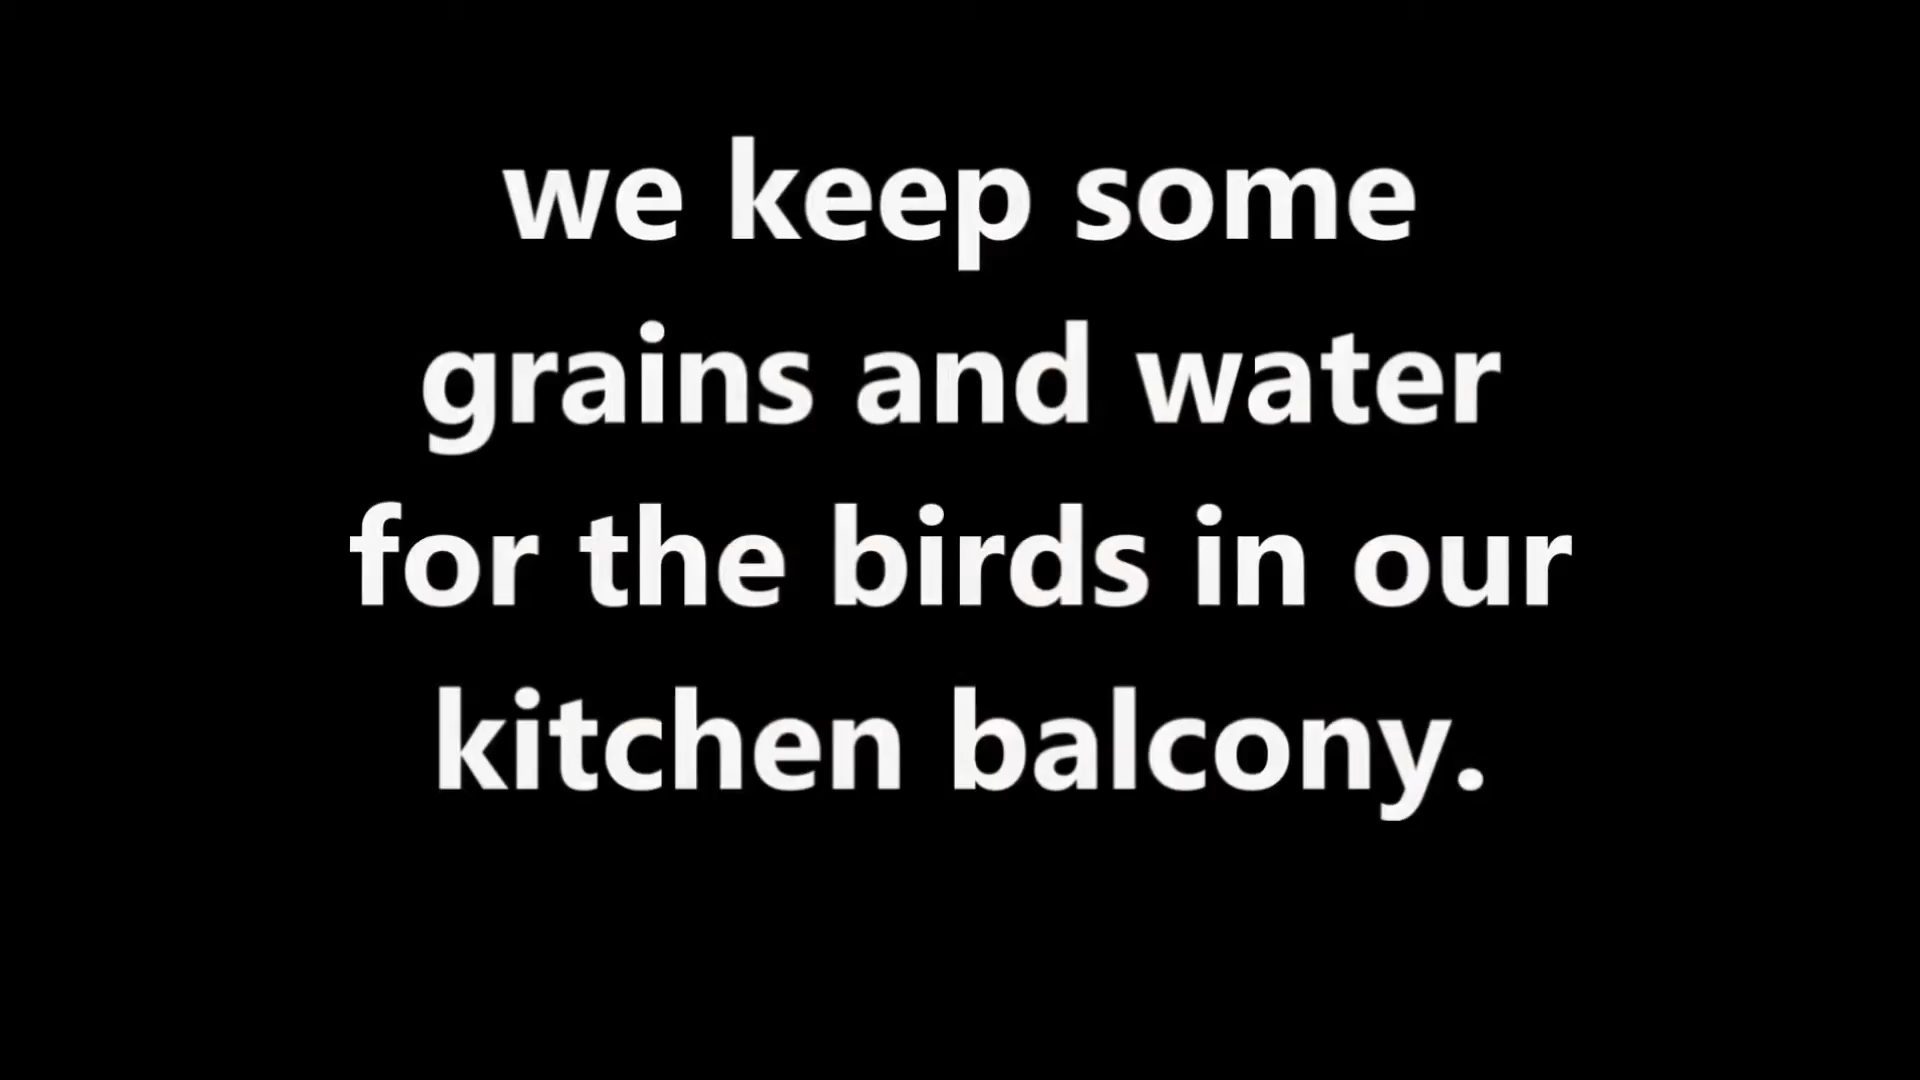 we keep some
grains and water
for the birds in our
kitchen balcony.